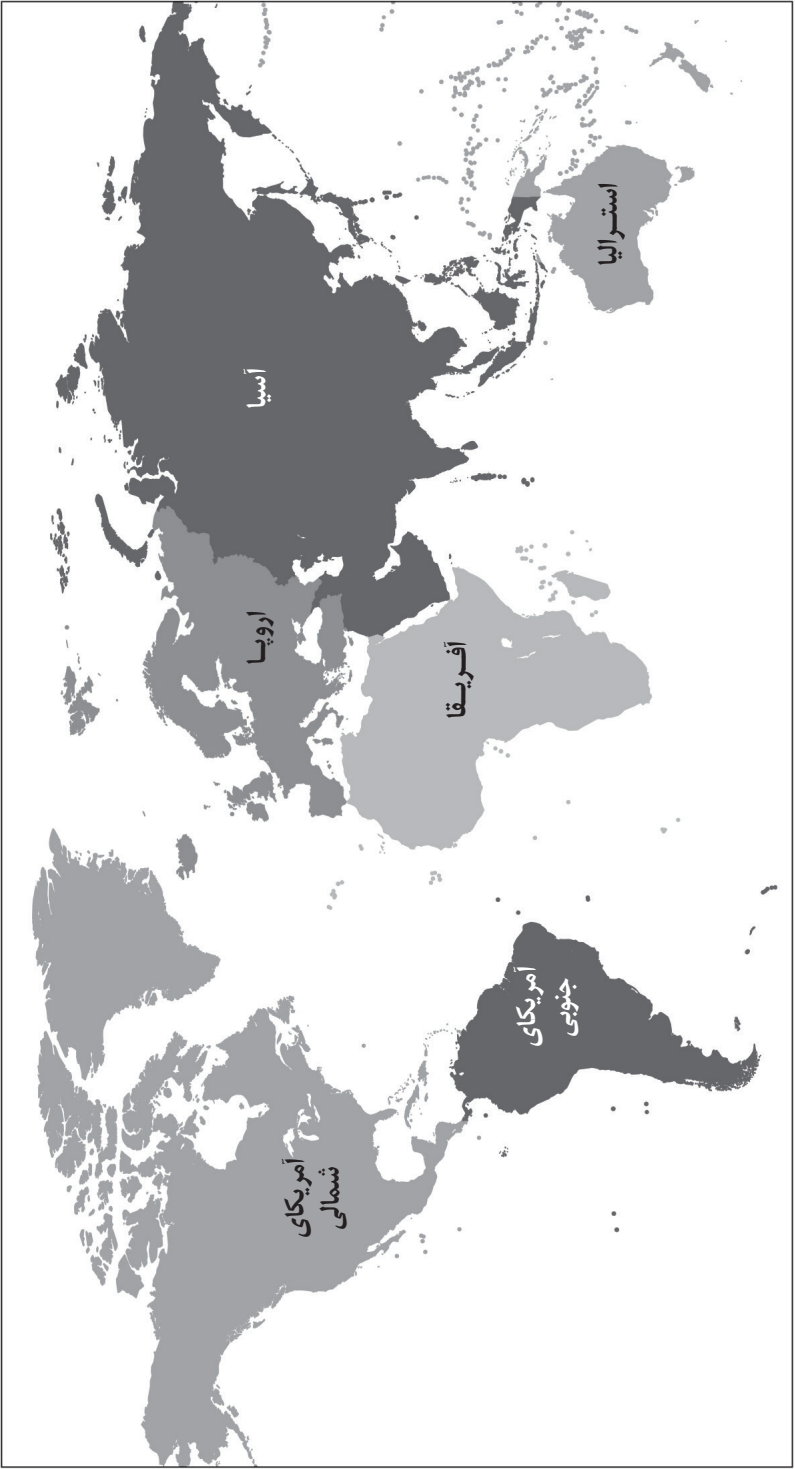 آمریکای
شمالی
آمریکای
جنوبی
اروپا
آفریقا
آسیا
استرالیا